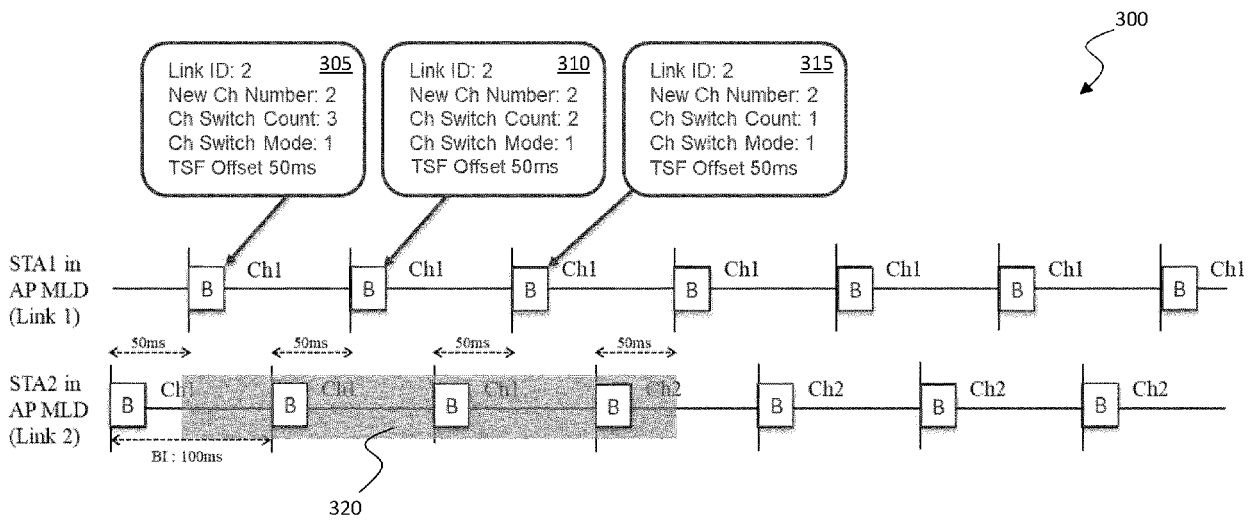 300
305
Link ID: 2
New Ch Number: 2
Ch Switch Count: 3
Ch Switch Mode: 1
TSF Offset 50ms
310
Link ID: 2
New Ch Number: 2
Ch Switch Count: 2
Ch Switch Mode: 1
TSF Offset 50ms
315
Link ID: 2
New Ch Number: 2
Ch Switch Count: 1
Ch Switch Mode: 1
TSF Offset 50ms
STA1 in
AP MLD
(Link 1)
B Ch1 B Ch1 B Ch1 B Ch1 B Ch1 B Ch1 B Ch1
50ms 50ms 50ms 50ms
STA2 in
AP MLD
(Link 2)
B Ch1 B Ch1 B Ch1 B Ch2 B Ch2 B Ch2 B Ch2
BI : 100ms
320